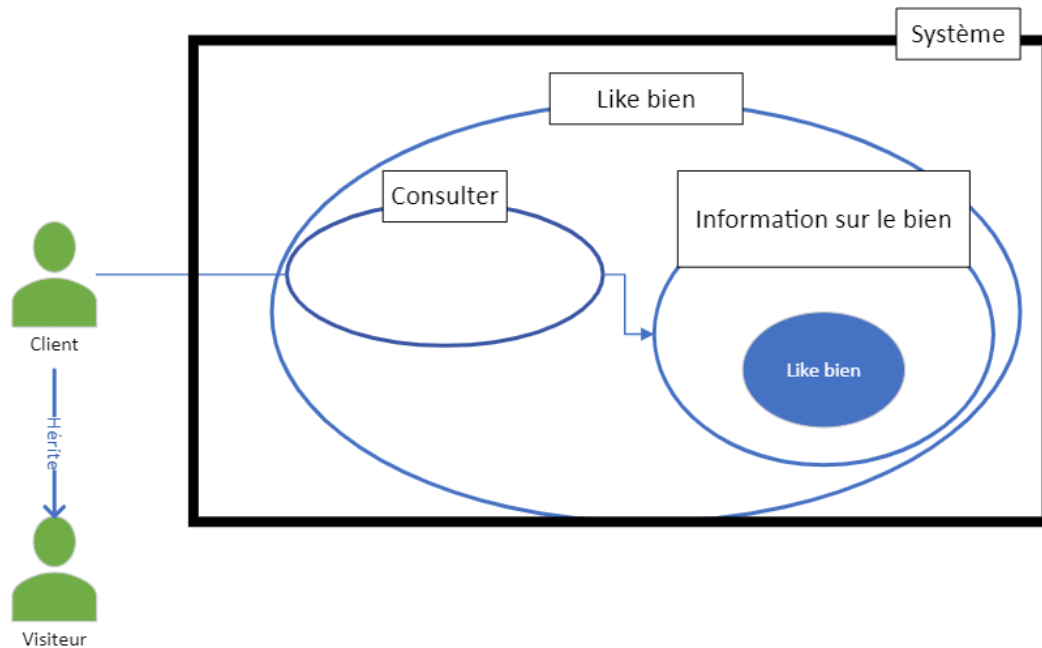 Système
Like bien
Consulter
Information sur le bien
Like bien
Client
Hérite
Visiteur